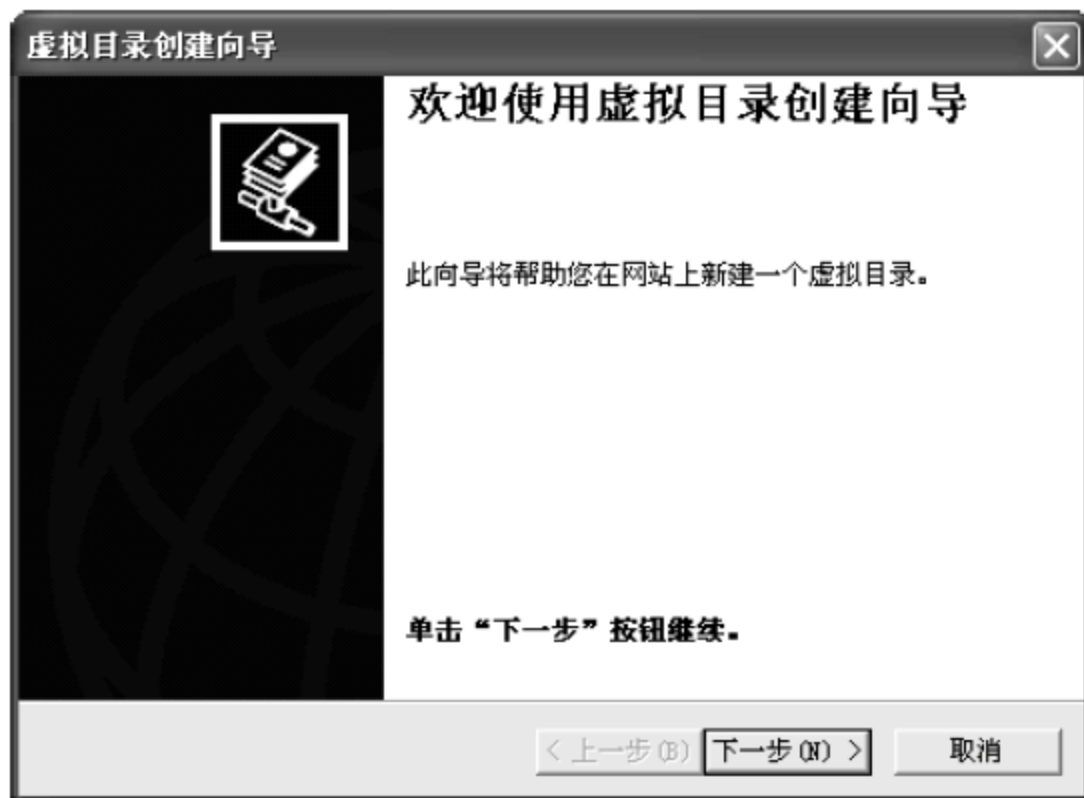 虚拟目录创建向导
欢迎使用虚拟目录创建向导
此向导将帮助您在网站上新建一个虚拟目录。
单击“下一步”按钮继续。
< 上一步(B) 下一步(N) > 取消